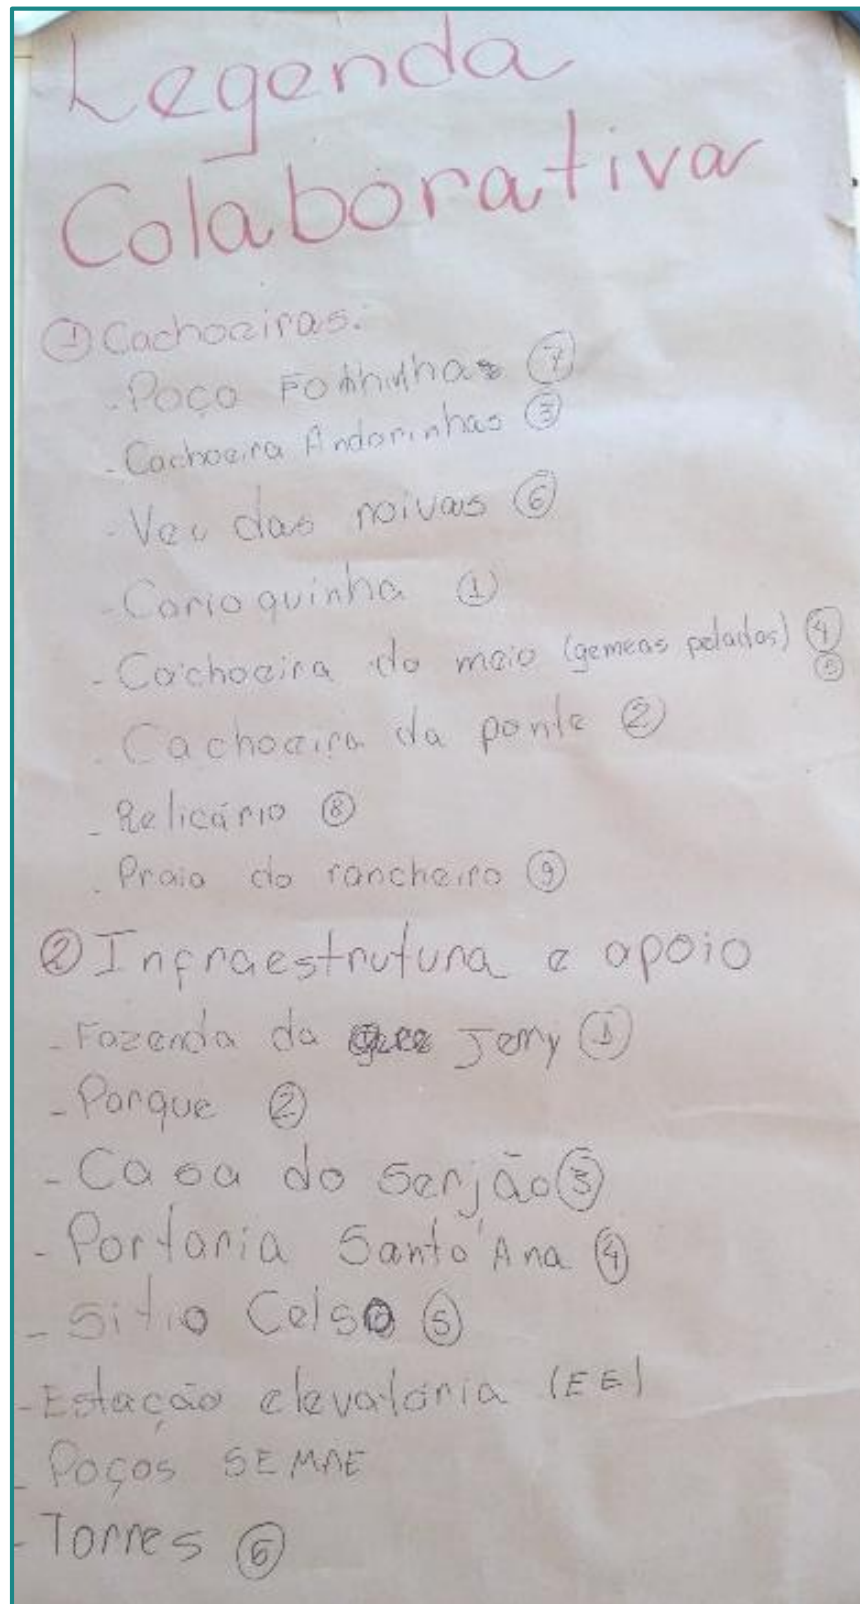 Legenda
Colaborativa
① Cachoeiras:
- Poço ⑦
- Cachoeira Andorinhas ③
- Veu das noivas ⑥
- Carioquinha ①
- Cachoeira do meio (gemeas peladas) ④
⑤
- Cachoeira da ponte ②
- Relicário ⑧
- Praia do rancheiro ⑨
② Infraestrutura e apoio
- Fazenda da Jerry ①
- Parque ②
- Casa do Serjão ③
- Portaria Santo'Ana ④
- Sitio Celso ⑤
- Estação elevatória (EE)
- Poços SEMAE
- Torres ⑥